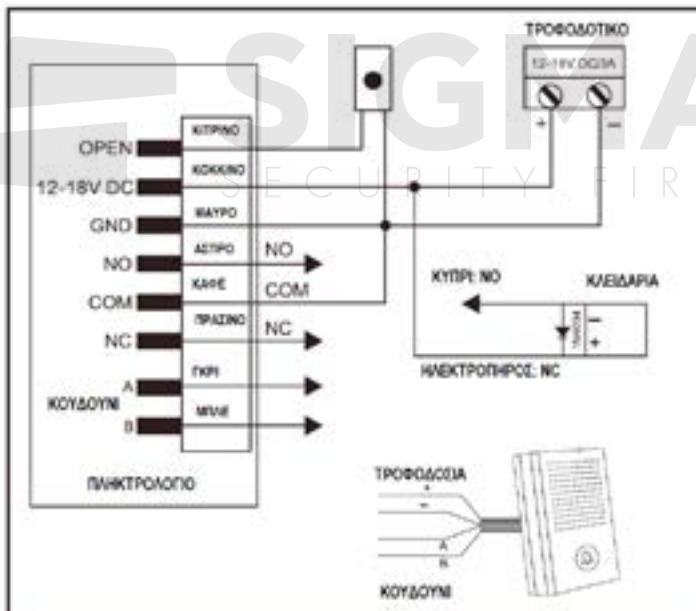 SIGMA
SECURITY FIR
ΤΡΟΦΟΔΟΤΙΚΟ
12-18V.DC/3A
+ −
OPEN ΚΙΤΡΙΝΟ
12-18V.DC ΚΟΚΚΙΝΟ
GND ΜΑΥΡΟ
NO ΑΣΠΡΟ NO
COM ΚΑΦΕ COM
NC ΠΡΑΣΙΝΟ NC
A ΓΚΡΙ
ΚΟΥΔΟΥΝΙ
B ΜΠΛΕ
ΠΛΗΚΤΡΟΛΟΓΙΟ
ΚΥΠΡΙ: NO ΚΛΕΙΔΑΡΙΑ
−
+
ΗΛΕΚΤΡΟΠΗΡΟΣ: NC
ΤΡΟΦΟΔΟΣΙΑ
+
−
A
B
ΚΟΥΔΟΥΝΙ